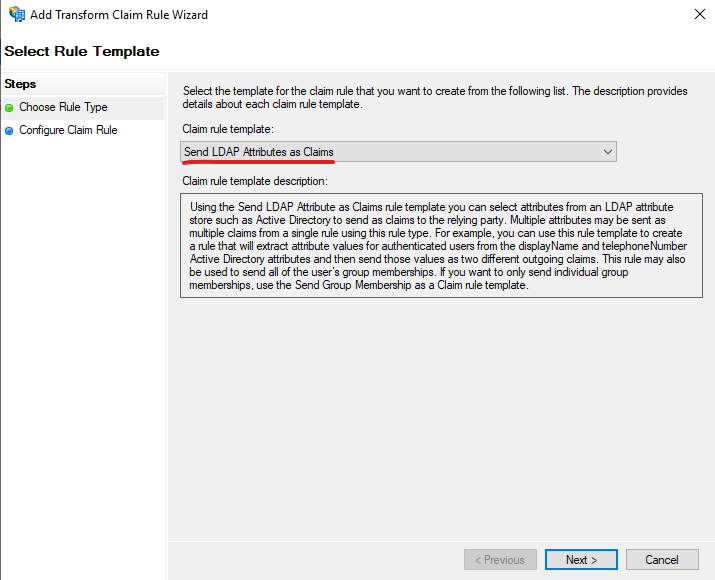 Add Transform Claim Rule Wizard
Select Rule Template
Steps
Choose Rule Type
Configure Claim Rule
Select the template for the claim rule that you want to create from the following list. The description provides
details about each claim rule template.
Claim rule template:
Send LDAP Attributes as Claims
Claim rule template description:
Using the Send LDAP Attribute as Claims rule template you can select attributes from an LDAP attribute
store such as Active Directory to send as claims to the relying party. Multiple attributes may be sent as
multiple claims from a single rule using this rule type. For example, you can use this rule template to create
a rule that will extract attribute values for authenticated users from the displayName and telephoneNumber
Active Directory attributes and then send those values as two different outgoing claims. This rule may also
be used to send all of the user's group memberships. If you want to only send individual group
memberships, use the Send Group Membership as a Claim rule template.
< Previous
Next >
Cancel